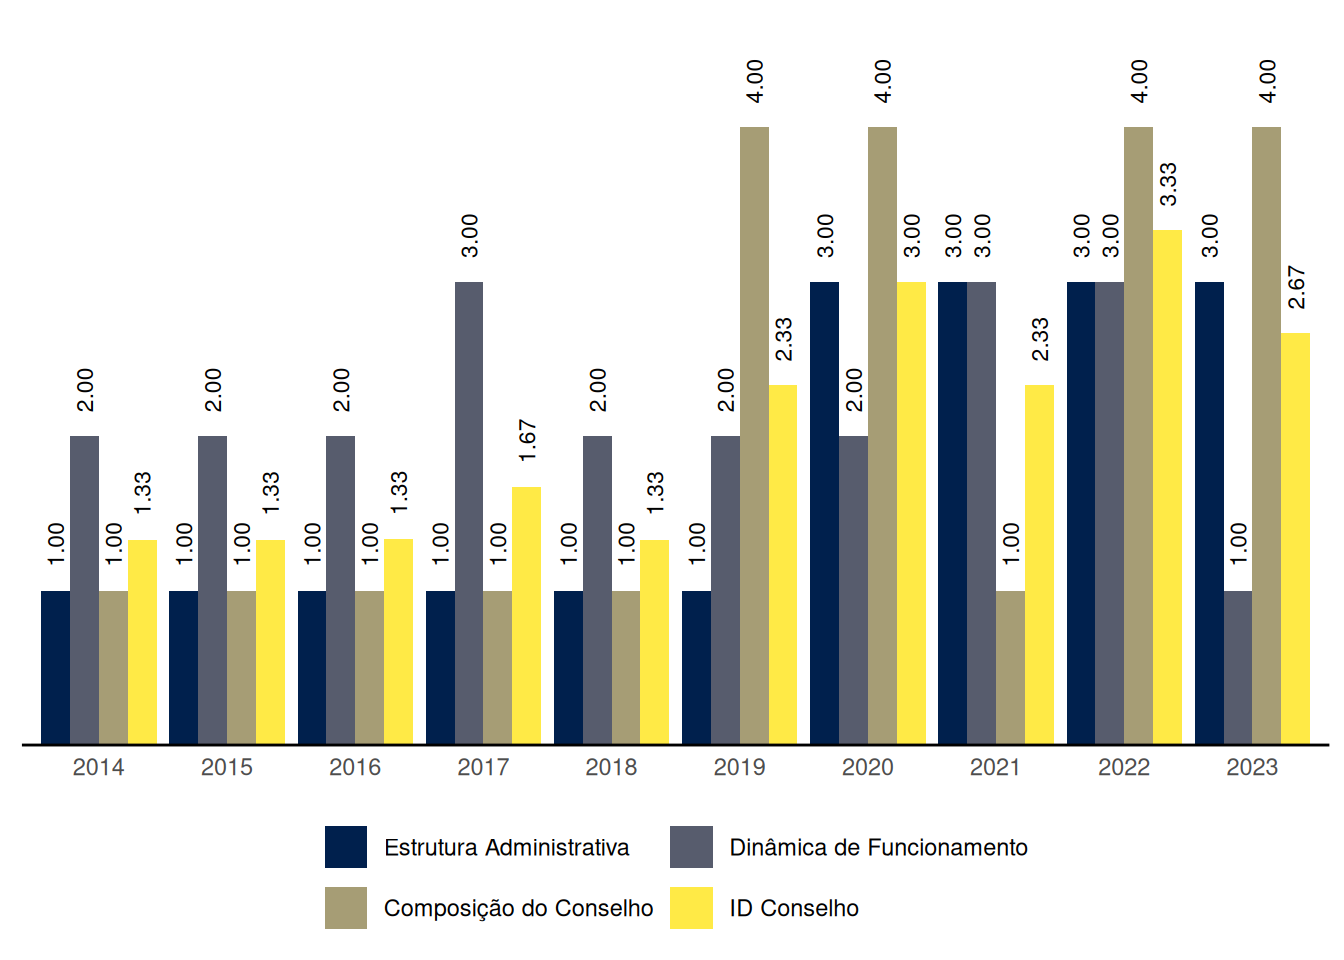 1.00 2.00 1.00 1.33
1.00 2.00 1.00 1.33
1.00 2.00 1.00 1.33
1.00 3.00 1.00 1.67
1.00 2.00 1.00 1.33
1.00 2.00 4.00 2.33
3.00 2.00 4.00 3.00
3.00 3.00 1.00 2.33
3.00 3.00 4.00 3.33
3.00 1.00 4.00 2.67
2014 2015 2016 2017 2018 2019 2020 2021 2022 2023
Estrutura Administrativa Dinâmica de Funcionamento
Composição do Conselho ID Conselho